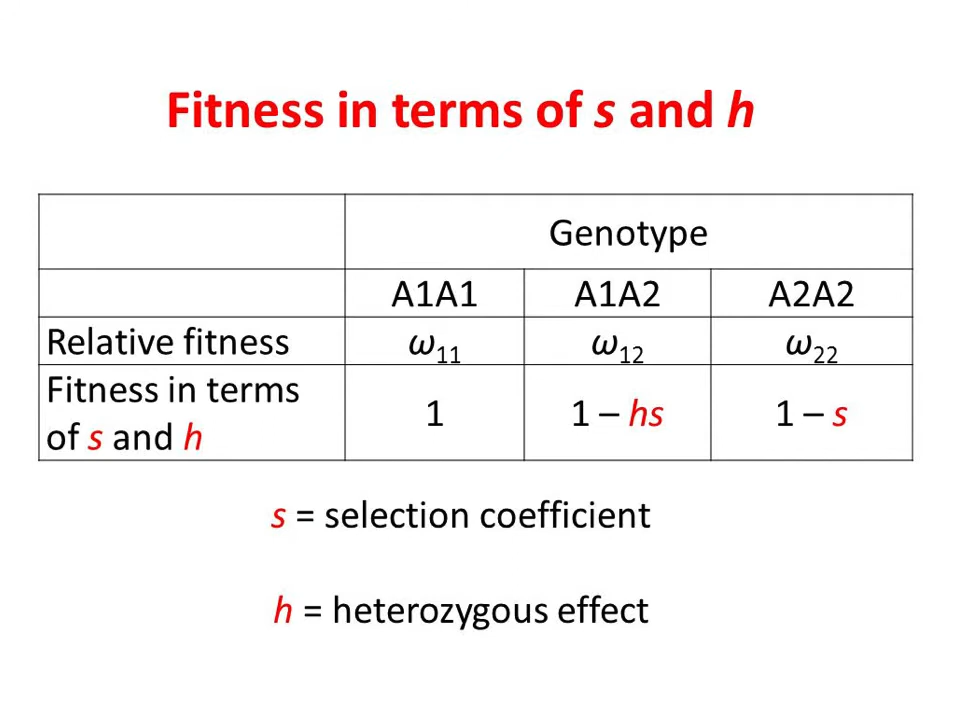 Fitness in terms of s and h
Genotype
A1A1 A1A2 A2A2
Relative fitness ω11 ω12 ω22
Fitness in terms
of s and h
1 1 – hs 1 – s
s = selection coefficient
h = heterozygous effect